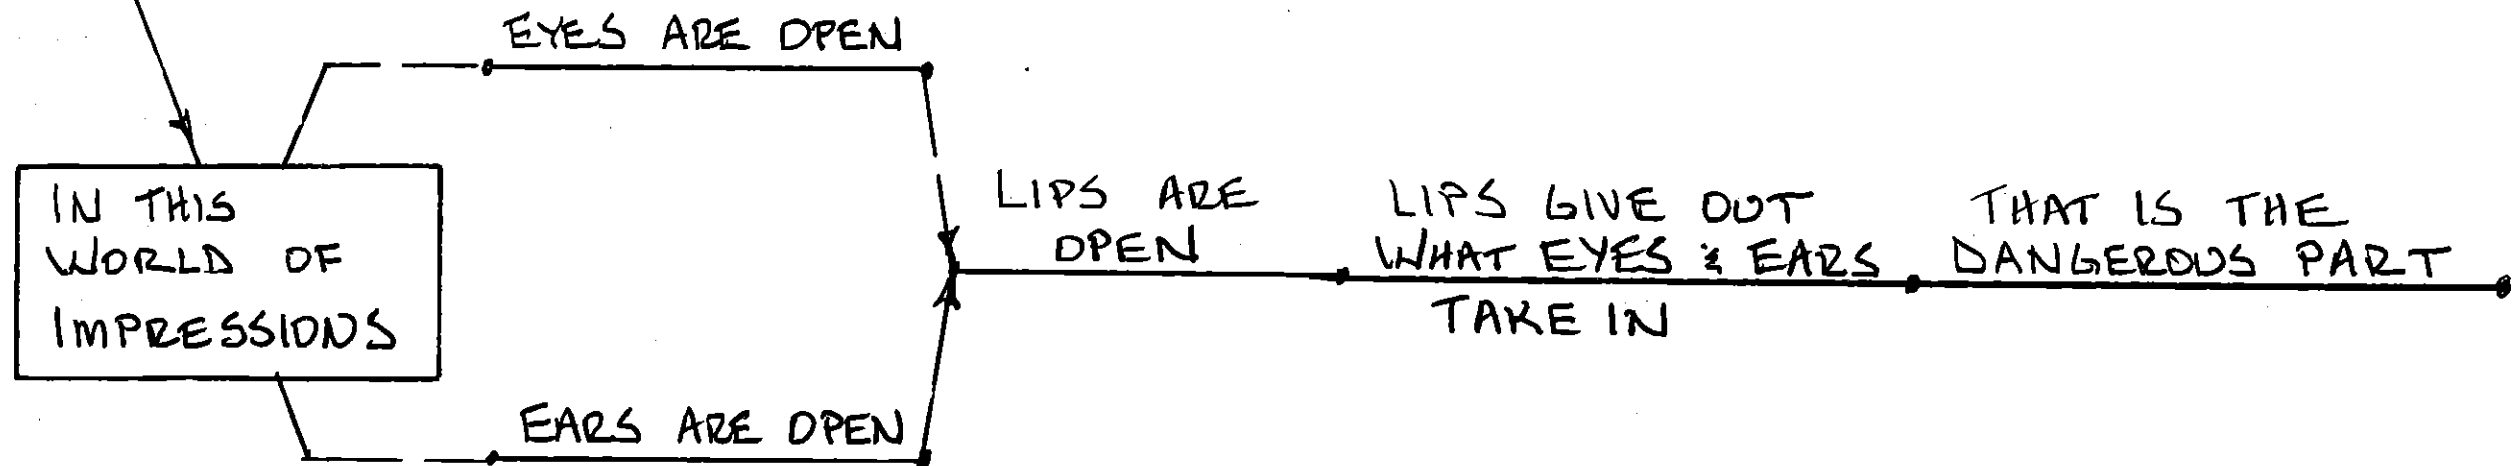 EYES ARE OPEN
IN THIS
WORLD OF
IMPRESSIONS
LIPS ARE
OPEN
LIPS GIVE OUT
WHAT EYES & EARS
TAKE IN
THAT IS THE
DANGEROUS PART
EARS ARE OPEN